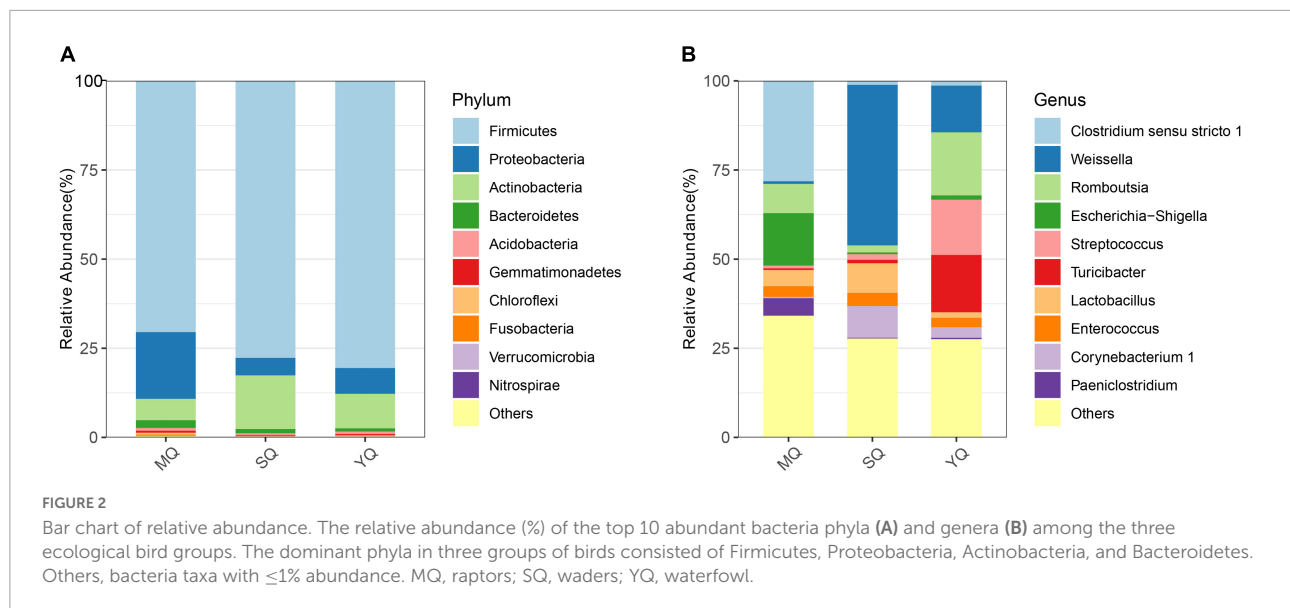 A
100
75
50
25
0
Relative Abundance(%)
MQ
SQ
YQ
Phylum
Firmicutes
Proteobacteria
Actinobacteria
Bacteroidetes
Acidobacteria
Gemmatimonadetes
Chloroflexi
Fusobacteria
Verrucomicrobia
Nitrospirae
Others
B
100
75
50
25
0
Relative Abundance(%)
MQ
SQ
YQ
Genus
Clostridium sensu stricto 1
Weissella
Romboutsia
Escherichia−Shigella
Streptococcus
Turicibacter
Lactobacillus
Enterococcus
Corynebacterium 1
Paeniclostridium
Others
FIGURE 2
Bar chart of relative abundance. The relative abundance (%) of the top 10 abundant bacteria phyla (A) and genera (B) among the three
ecological bird groups. The dominant phyla in three groups of birds consisted of Firmicutes, Proteobacteria, Actinobacteria, and Bacteroidetes.
Others, bacteria taxa with ≤1% abundance. MQ, raptors; SQ, waders; YQ, waterfowl.